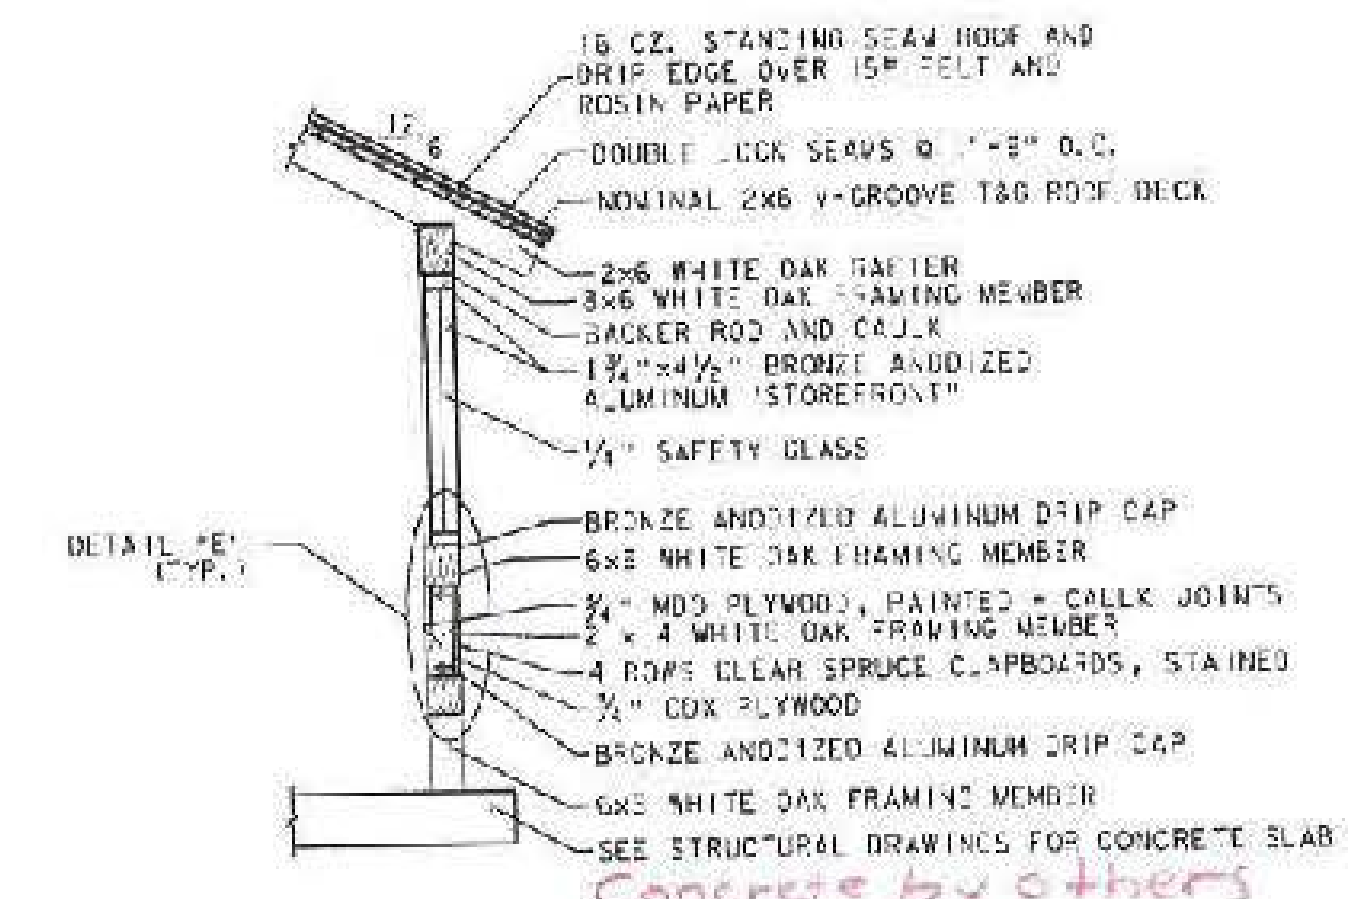 16 OZ. STANDING SEAM ROOF AND
DRIP EDGE OVER 15# FELT AND
ROSIN PAPER
12
6
DOUBLE LOCK SEAMS @ O.C.
NOMINAL 2x6 V-GROOVE T&G ROOF DECK
2x6 WHITE OAK RAFTER
8x6 WHITE OAK FRAMING MEMBER
BACKER ROD AND CAULK
1 3/4"x4 1/2" BRONZE ANODIZED
ALUMINUM "STOREFRONT"
1/4" SAFETY GLASS
BRONZE ANODIZED ALUMINUM DRIP CAP
DETAIL "E"
(TYP.)
6x8 WHITE OAK FRAMING MEMBER
3/4" MDO PLYWOOD, PAINTED - CAULK JOINTS
2 x 4 WHITE OAK FRAMING MEMBER
4 ROWS CLEAR SPRUCE CLAPBOARDS, STAINED
1/2" CDX PLYWOOD
BRONZE ANODIZED ALUMINUM DRIP CAP
6x8 WHITE OAK FRAMING MEMBER
SEE STRUCTURAL DRAWINGS FOR CONCRETE SLAB
Concrete by others